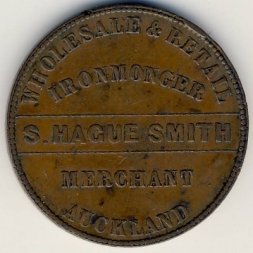 WHOLESALE & RETAIL
IRONMONGER
S. HAGUE SMITH
MERCHANT
AUCKLAND